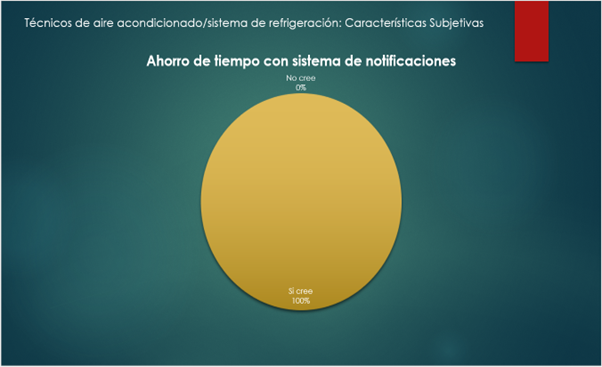 Técnicos de aire acondicionado/sistema de refrigeración: Características Subjetivas
Ahorro de tiempo con sistema de notificaciones
No cree
0%
Si cree
100%